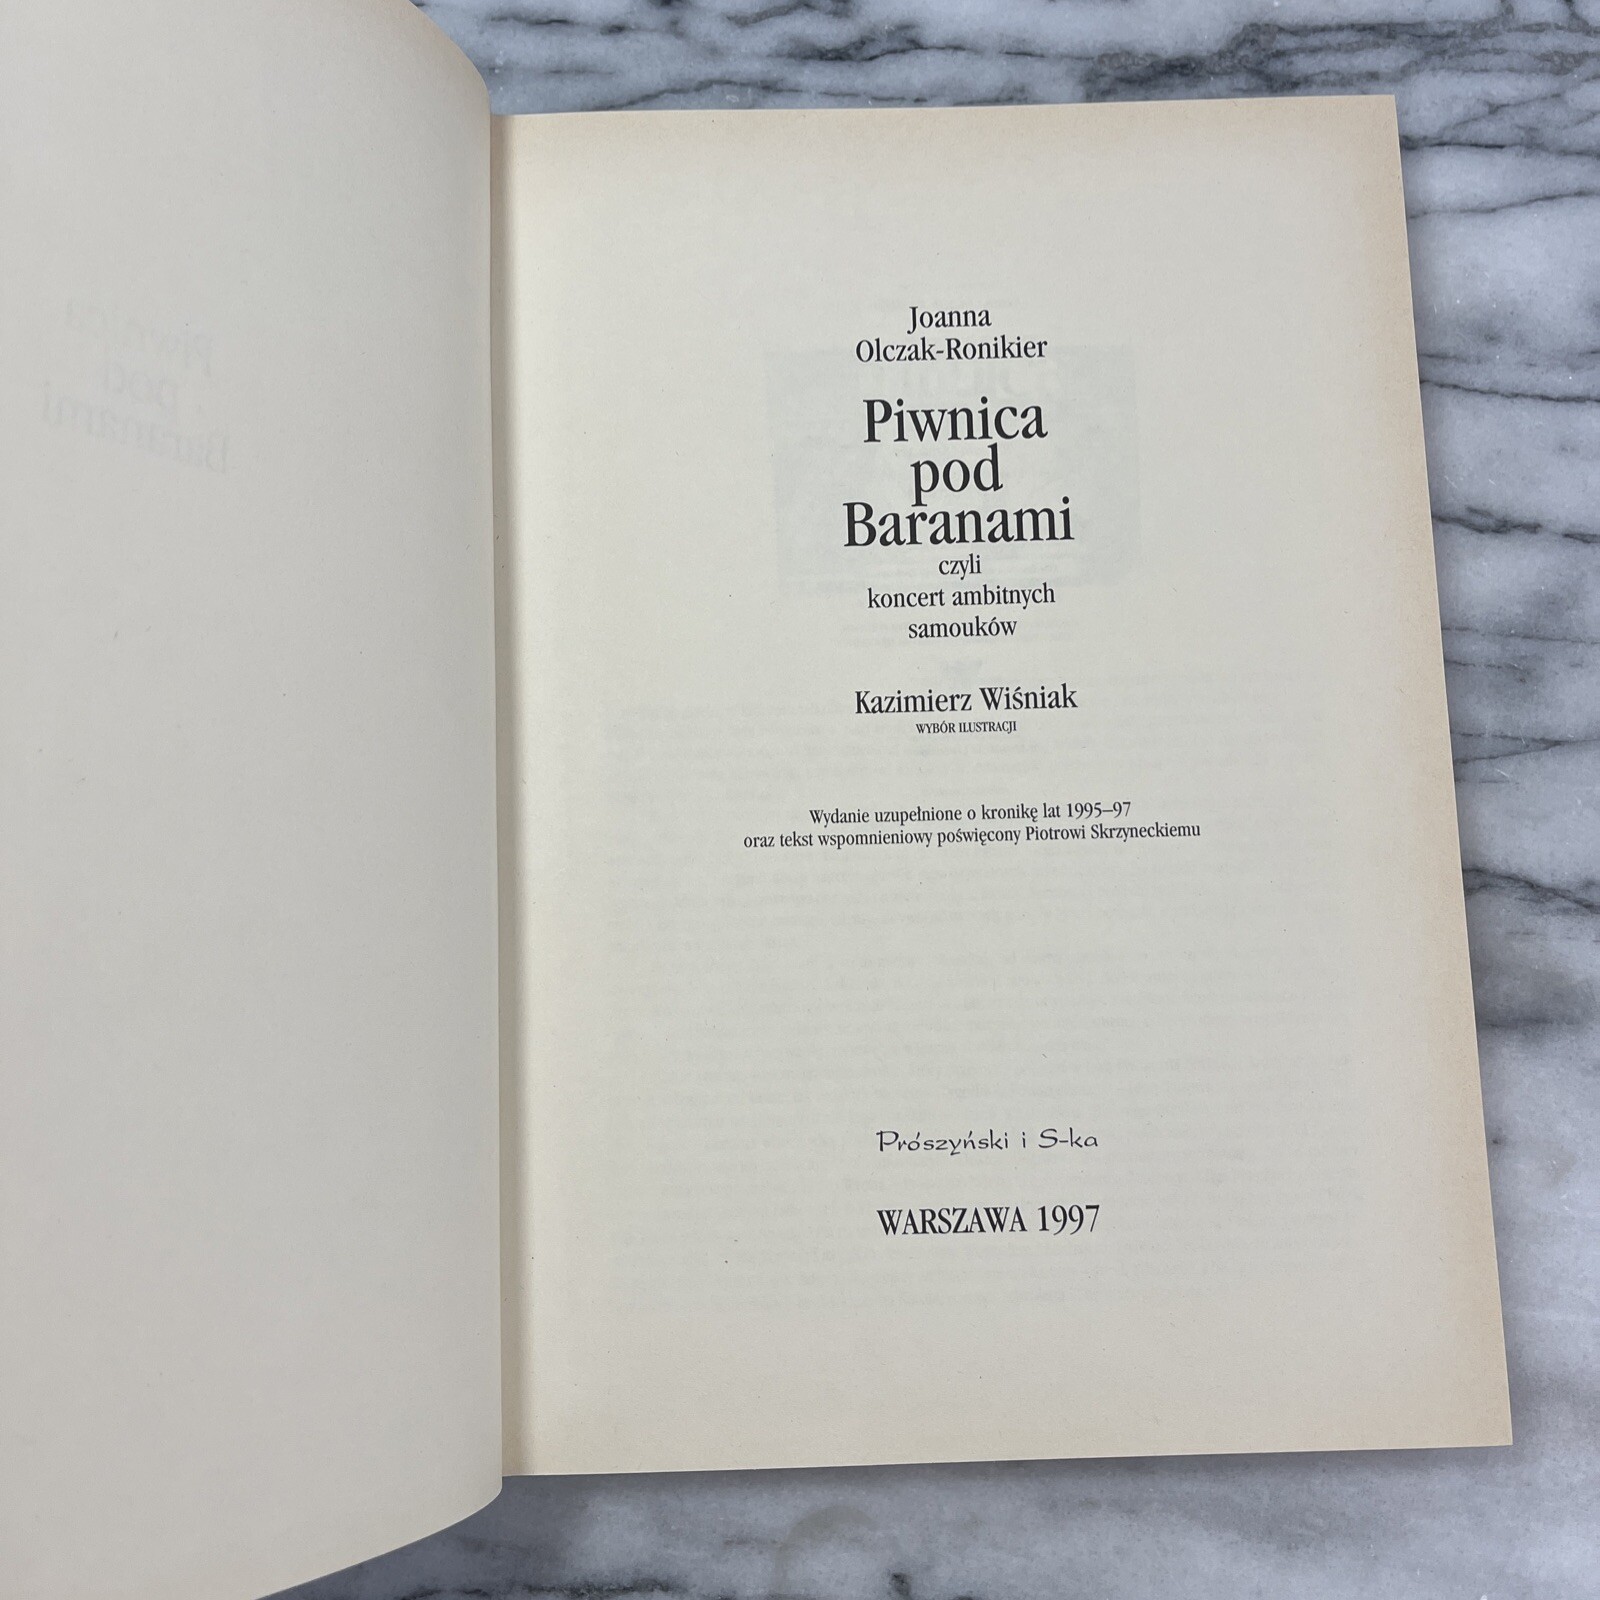 Joanna
Olczak-Ronikier
Piwnica
pod
Baranami
czyli
koncert ambitnych
samouków
Kazimierz Wiśniak
WYBÓR ILUSTRACJI
Wydanie uzupełnione o kronikę lat 1995–97
oraz tekst wspomnieniowy poświęcony Piotrowi Skrzyneckiemu
Prószyński i S-ka
WARSZAWA 1997